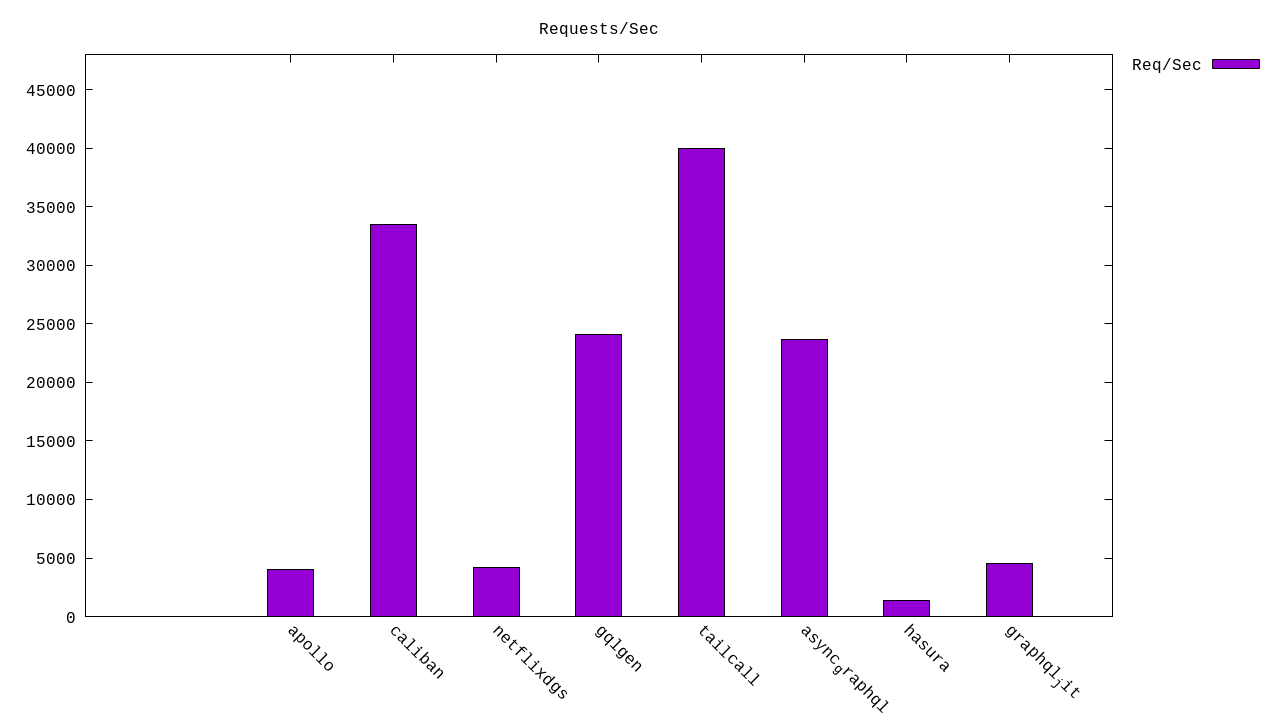 Requests/Sec
Req/Sec
45000
40000
35000
30000
25000
20000
15000
10000
5000
0
apollo
caliban
netflixdgs
gqlgen
tailcall
async_graphql
hasura
graphql_jit